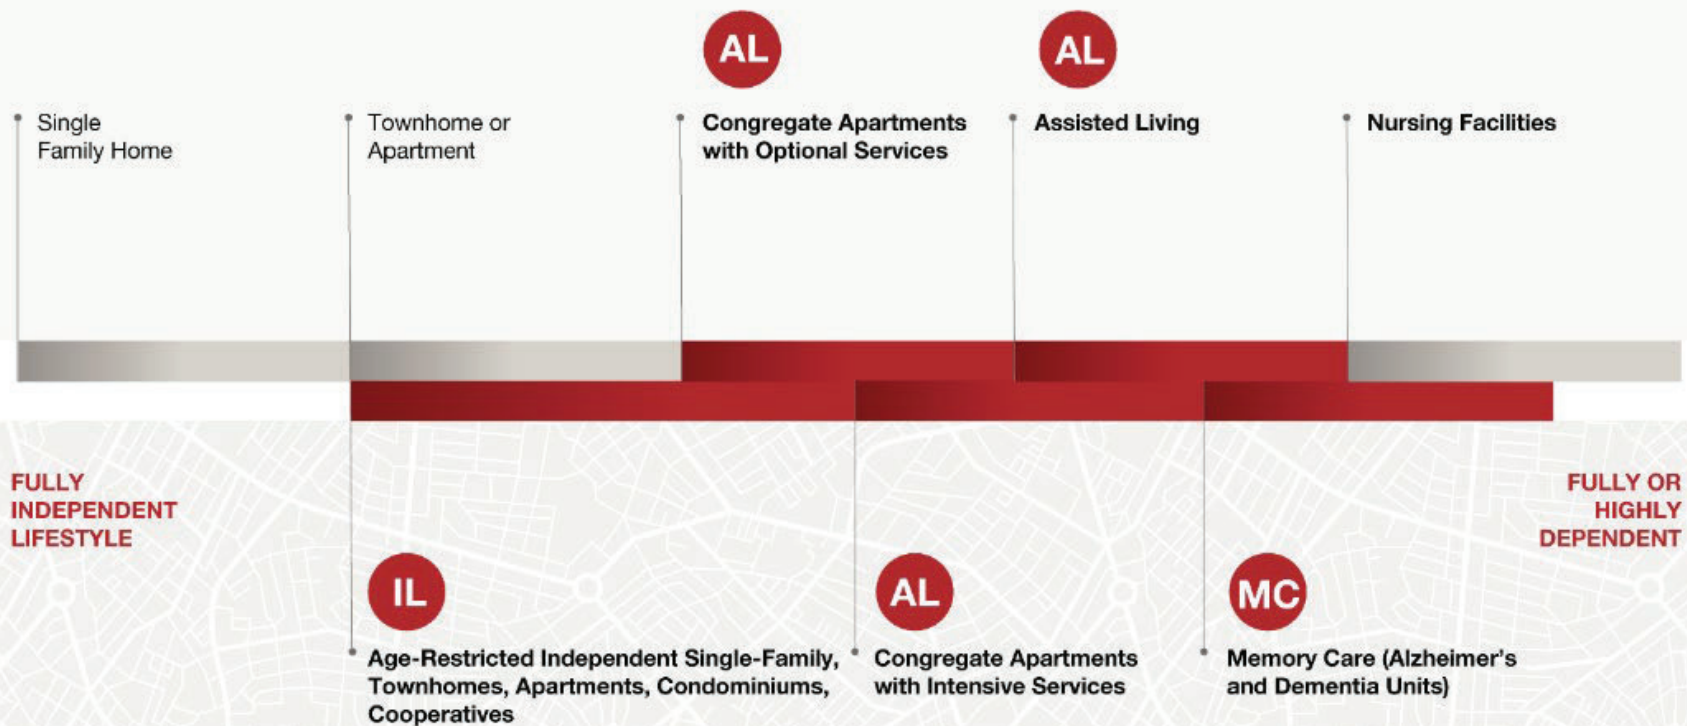 AL
AL
Single
Family Home
Townhome or
Apartment
Congregate Apartments
with Optional Services
Assisted Living
Nursing Facilities
FULLY
INDEPENDENT
LIFESTYLE
FULLY OR
HIGHLY
DEPENDENT
IL
AL
MC
Age-Restricted Independent Single-Family,
Townhomes, Apartments, Condominiums,
Cooperatives
Congregate Apartments
with Intensive Services
Memory Care (Alzheimer's
and Dementia Units)